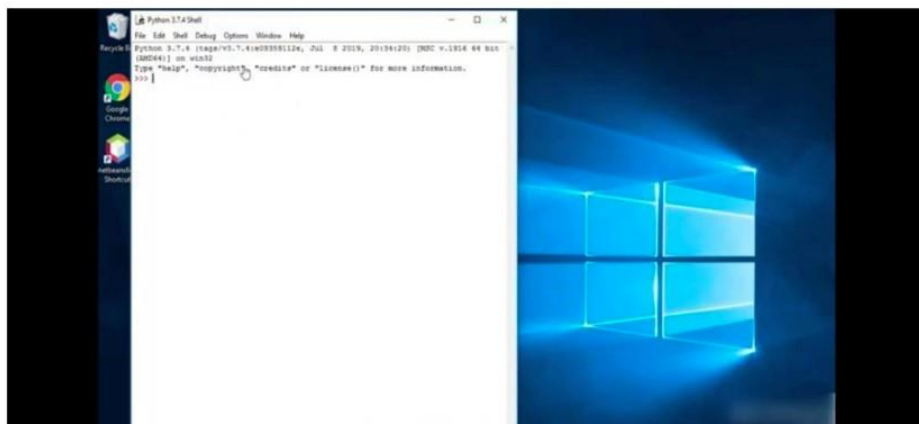 Python 3.7.4 Shell
File Edit Shell Debug Options Window Help
Python 3.7.4 (tags/v3.7.4:e09359112e, Jul 8 2019, 20:34:20) [MSC v.1916 64 bit
(AMD64)] on win32
Type "help", "copyright", "credits" or "license()" for more information.
>>>
Recycle B
Google
Chrome
netbeans
Shortcut